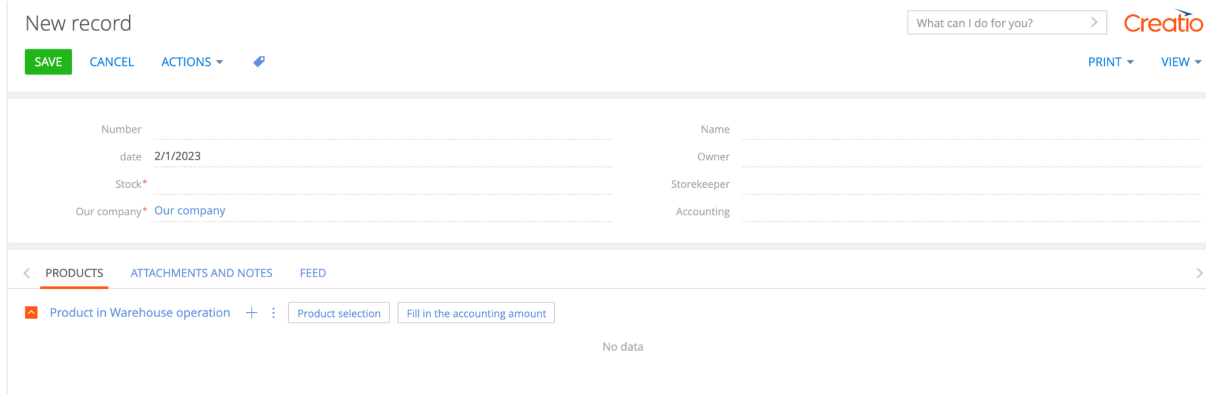 New record
What can I do for you?
Creatio
SAVE CANCEL ACTIONS PRINT VIEW
Number Name
date 2/1/2023 Owner
Stock* Storekeeper
Our company* Our company Accounting
PRODUCTS ATTACHMENTS AND NOTES FEED
Product in Warehouse operation Product selection Fill in the accounting amount
No data